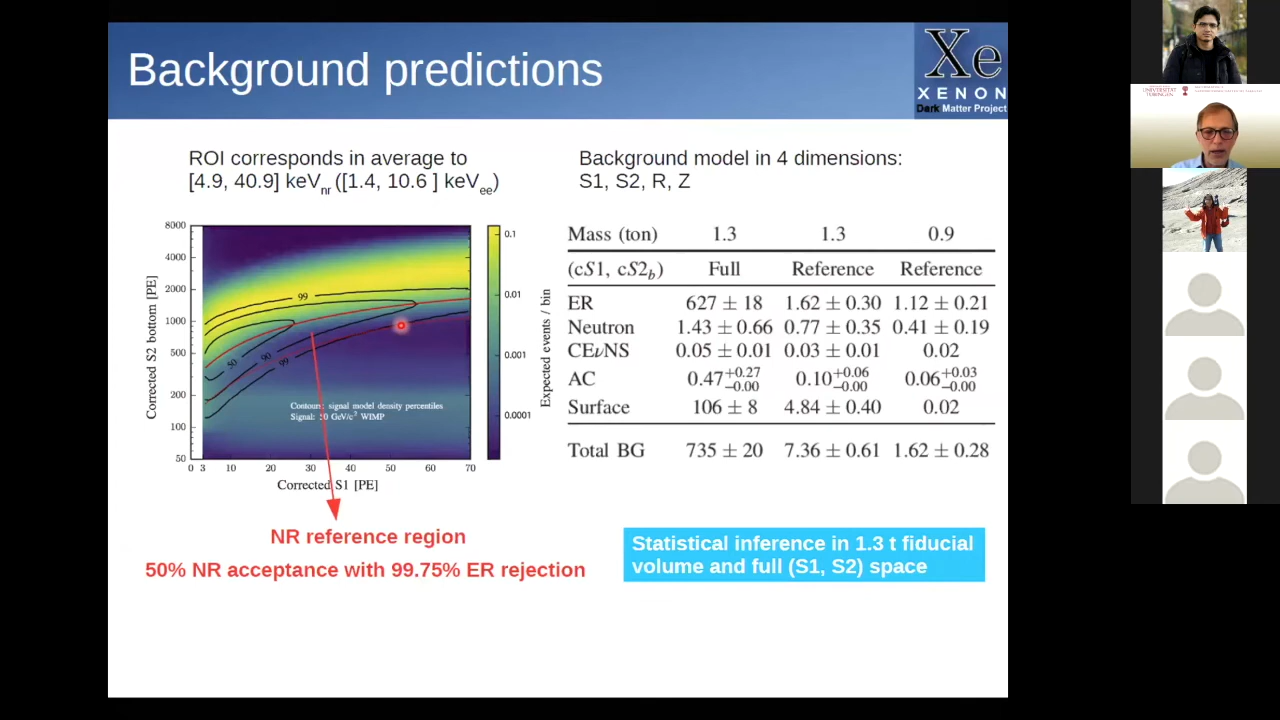 Background predictions
Xe
XENON
Dark Matter Project
ROI corresponds in average to
[4.9, 40.9] keVnr ([1.4, 10.6 ] keVee)
Background model in 4 dimensions:
S1, S2, R, Z
Corrected S2 bottom [PE]
8000
4000
2000
1000
500
200
100
50
0 3 10 20 30 40 50 60 70
Corrected S1 [PE]
99
50
90
99
Contours: signal model density percentiles
Signal: GeV/c² WIMP
0.1
0.01
0.001
0.0001
Expected events / bin
Mass (ton) 1.3 1.3 0.9
(cS1, cS2b) Full Reference Reference
ER 627 ± 18 1.62 ± 0.30 1.12 ± 0.21
Neutron 1.43 ± 0.66 0.77 ± 0.35 0.41 ± 0.19
CEνNS 0.05 ± 0.01 0.03 ± 0.01 0.02
AC 0.47 +0.27 −0.00 0.10 +0.06 −0.00 0.06 +0.03 −0.00
Surface 106 ± 8 4.84 ± 0.40 0.02
Total BG 735 ± 20 7.36 ± 0.61 1.62 ± 0.28
NR reference region
50% NR acceptance with 99.75% ER rejection
Statistical inference in 1.3 t fiducial
volume and full (S1, S2) space